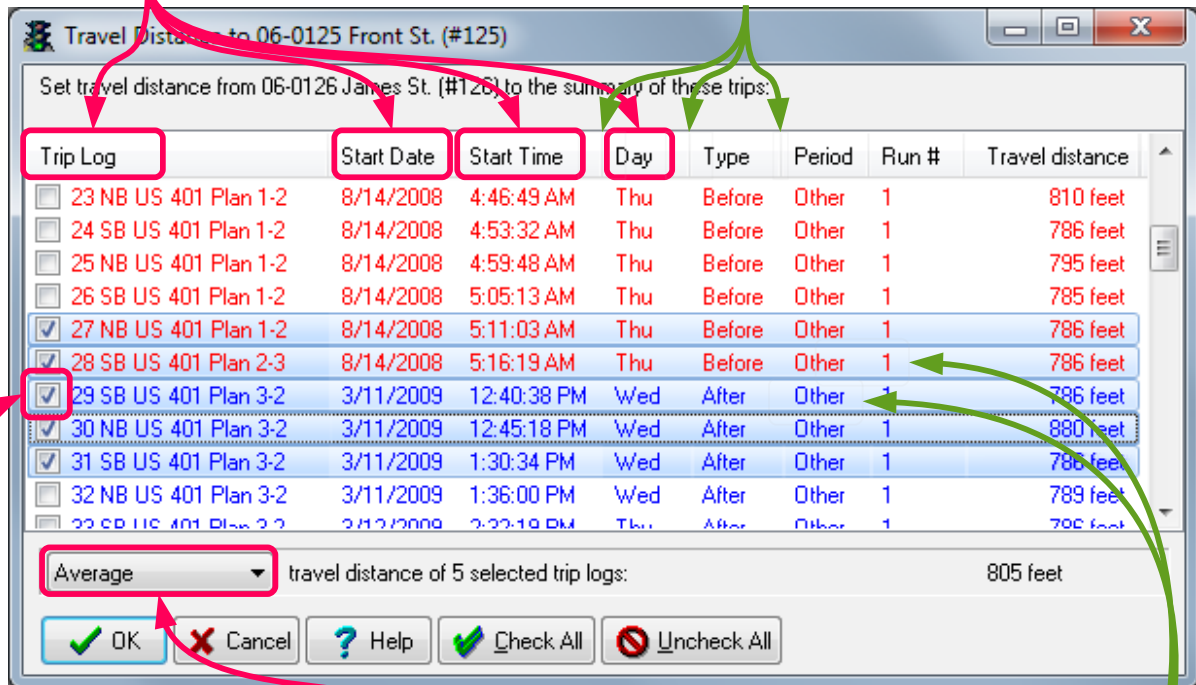 Travel Distance to 06-0125 Front St. (#125)
Set travel distance from 06-0126 James St. (#126) to the summary of these trips:
Trip Log Start Date Start Time Day Type Period Run # Travel distance
23 NB US 401 Plan 1-2 8/14/2008 4:46:49 AM Thu Before Other 1 810 feet
24 SB US 401 Plan 1-2 8/14/2008 4:53:32 AM Thu Before Other 1 786 feet
25 NB US 401 Plan 1-2 8/14/2008 4:59:48 AM Thu Before Other 1 795 feet
26 SB US 401 Plan 1-2 8/14/2008 5:05:13 AM Thu Before Other 1 785 feet
27 NB US 401 Plan 1-2 8/14/2008 5:11:03 AM Thu Before Other 1 786 feet
28 SB US 401 Plan 2-3 8/14/2008 5:16:19 AM Thu Before Other 1 786 feet
29 SB US 401 Plan 3-2 3/11/2009 12:40:38 PM Wed After Other 1 786 feet
30 NB US 401 Plan 3-2 3/11/2009 12:45:18 PM Wed After Other 1 880 feet
31 SB US 401 Plan 3-2 3/11/2009 1:30:34 PM Wed After Other 1 786 feet
32 NB US 401 Plan 3-2 3/11/2009 1:36:00 PM Wed After Other 1 789 feet
US 401 Plan Thu After Other 1 feet
Average travel distance of 5 selected trip logs: 805 feet
OK Cancel Help Check All Uncheck All